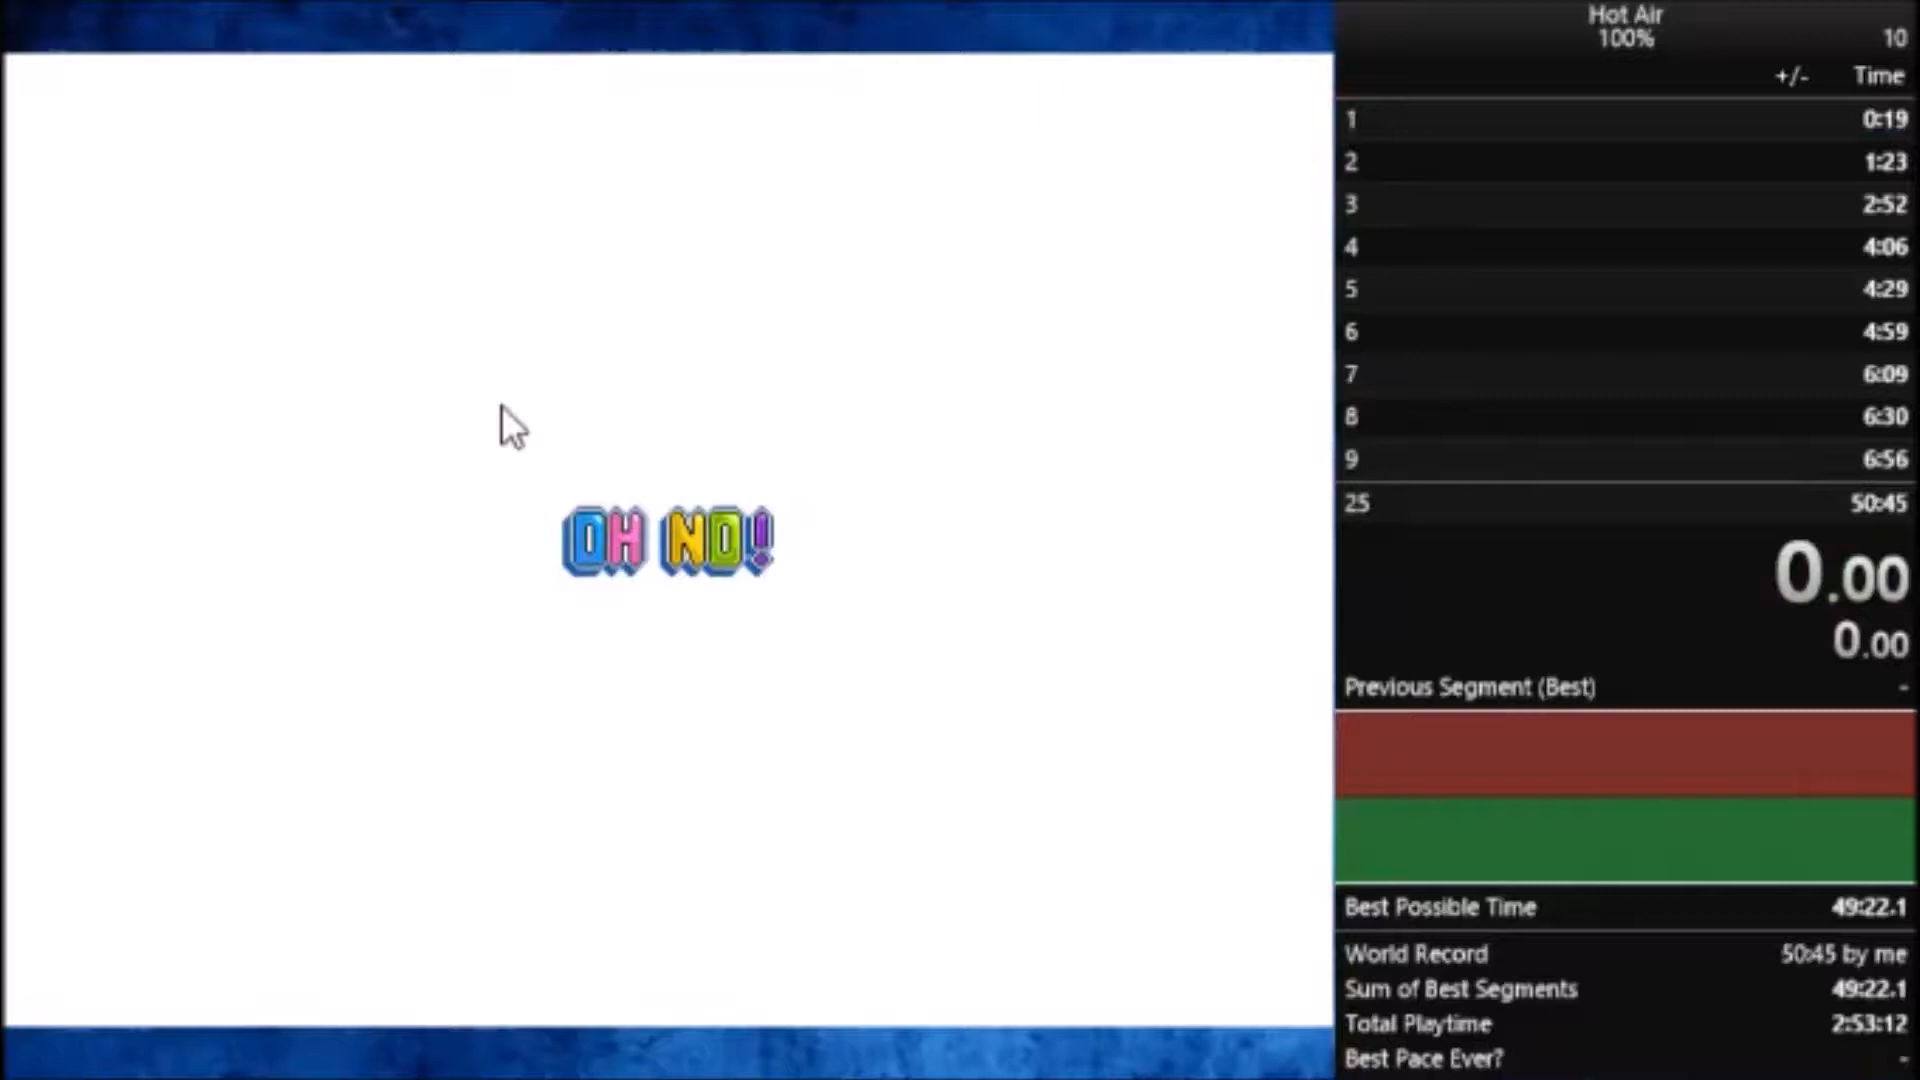 OH NO!
Hot Air
100% 10
+/- Time
1 0:19
2 1:23
3 2:52
4 4:06
5 4:29
6 4:59
7 6:09
8 6:30
9 6:56
25 50:45
0.00
0.00
Previous Segment (Best) -
Best Possible Time 49:22.1
World Record 50:45 by me
Sum of Best Segments 49:22.1
Total Playtime 2:53:12
Best Pace Ever? -